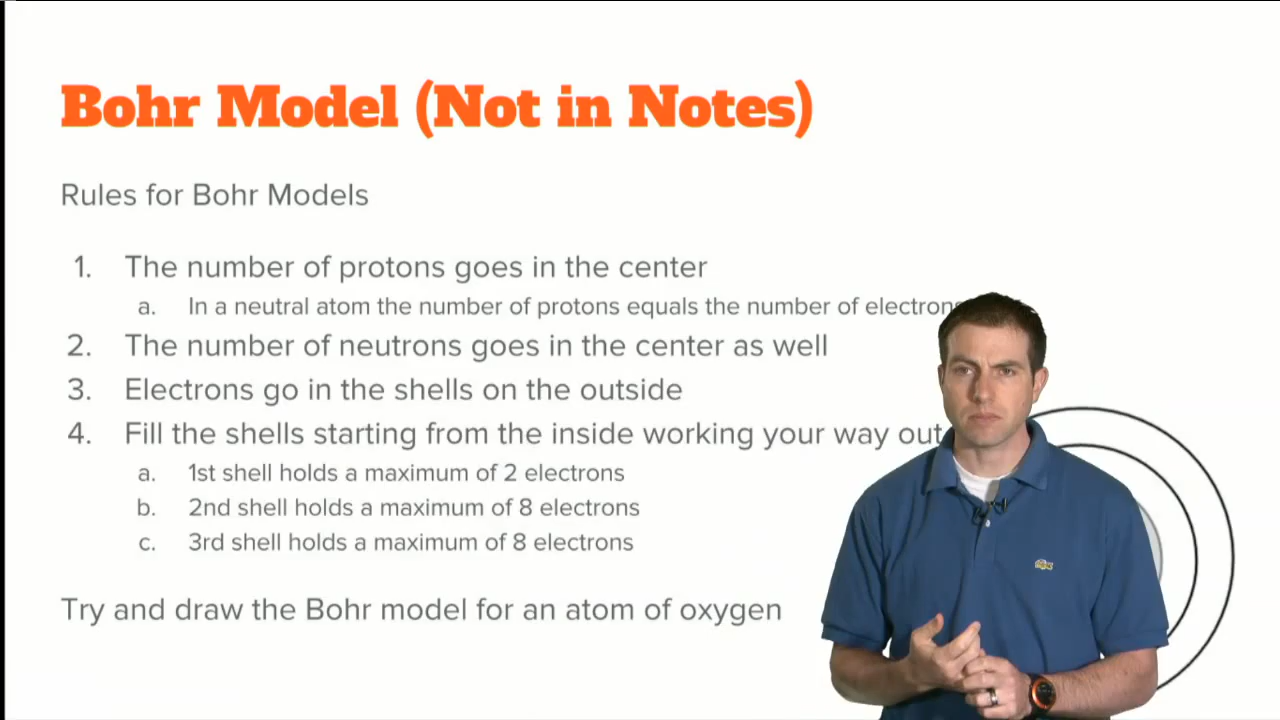 Bohr Model (Not in Notes)
Rules for Bohr Models
1. The number of protons goes in the center
a. In a neutral atom the number of protons equals the number of electrons
2. The number of neutrons goes in the center as well
3. Electrons go in the shells on the outside
4. Fill the shells starting from the inside working your way out
a. 1st shell holds a maximum of 2 electrons
b. 2nd shell holds a maximum of 8 electrons
c. 3rd shell holds a maximum of 8 electrons
Try and draw the Bohr model for an atom of oxygen